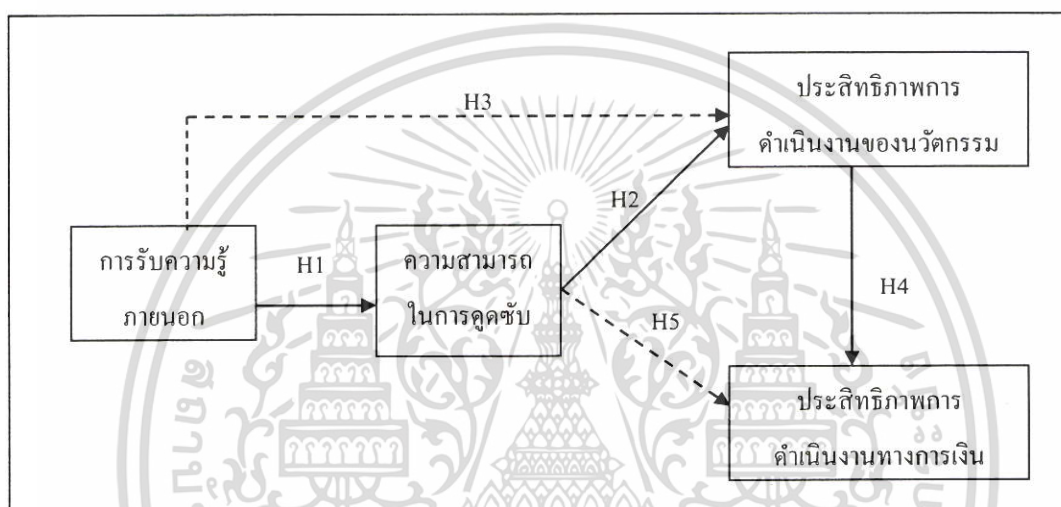 ประสิทธิภาพการ
ดำเนินงานของนวัตกรรม
H3
H2
การรับความรู้
ภายนอก
H1
ความสามารถ
ในการดูดซับ
H4
H5
ประสิทธิภาพการ
ดำเนินงานทางการเงิน